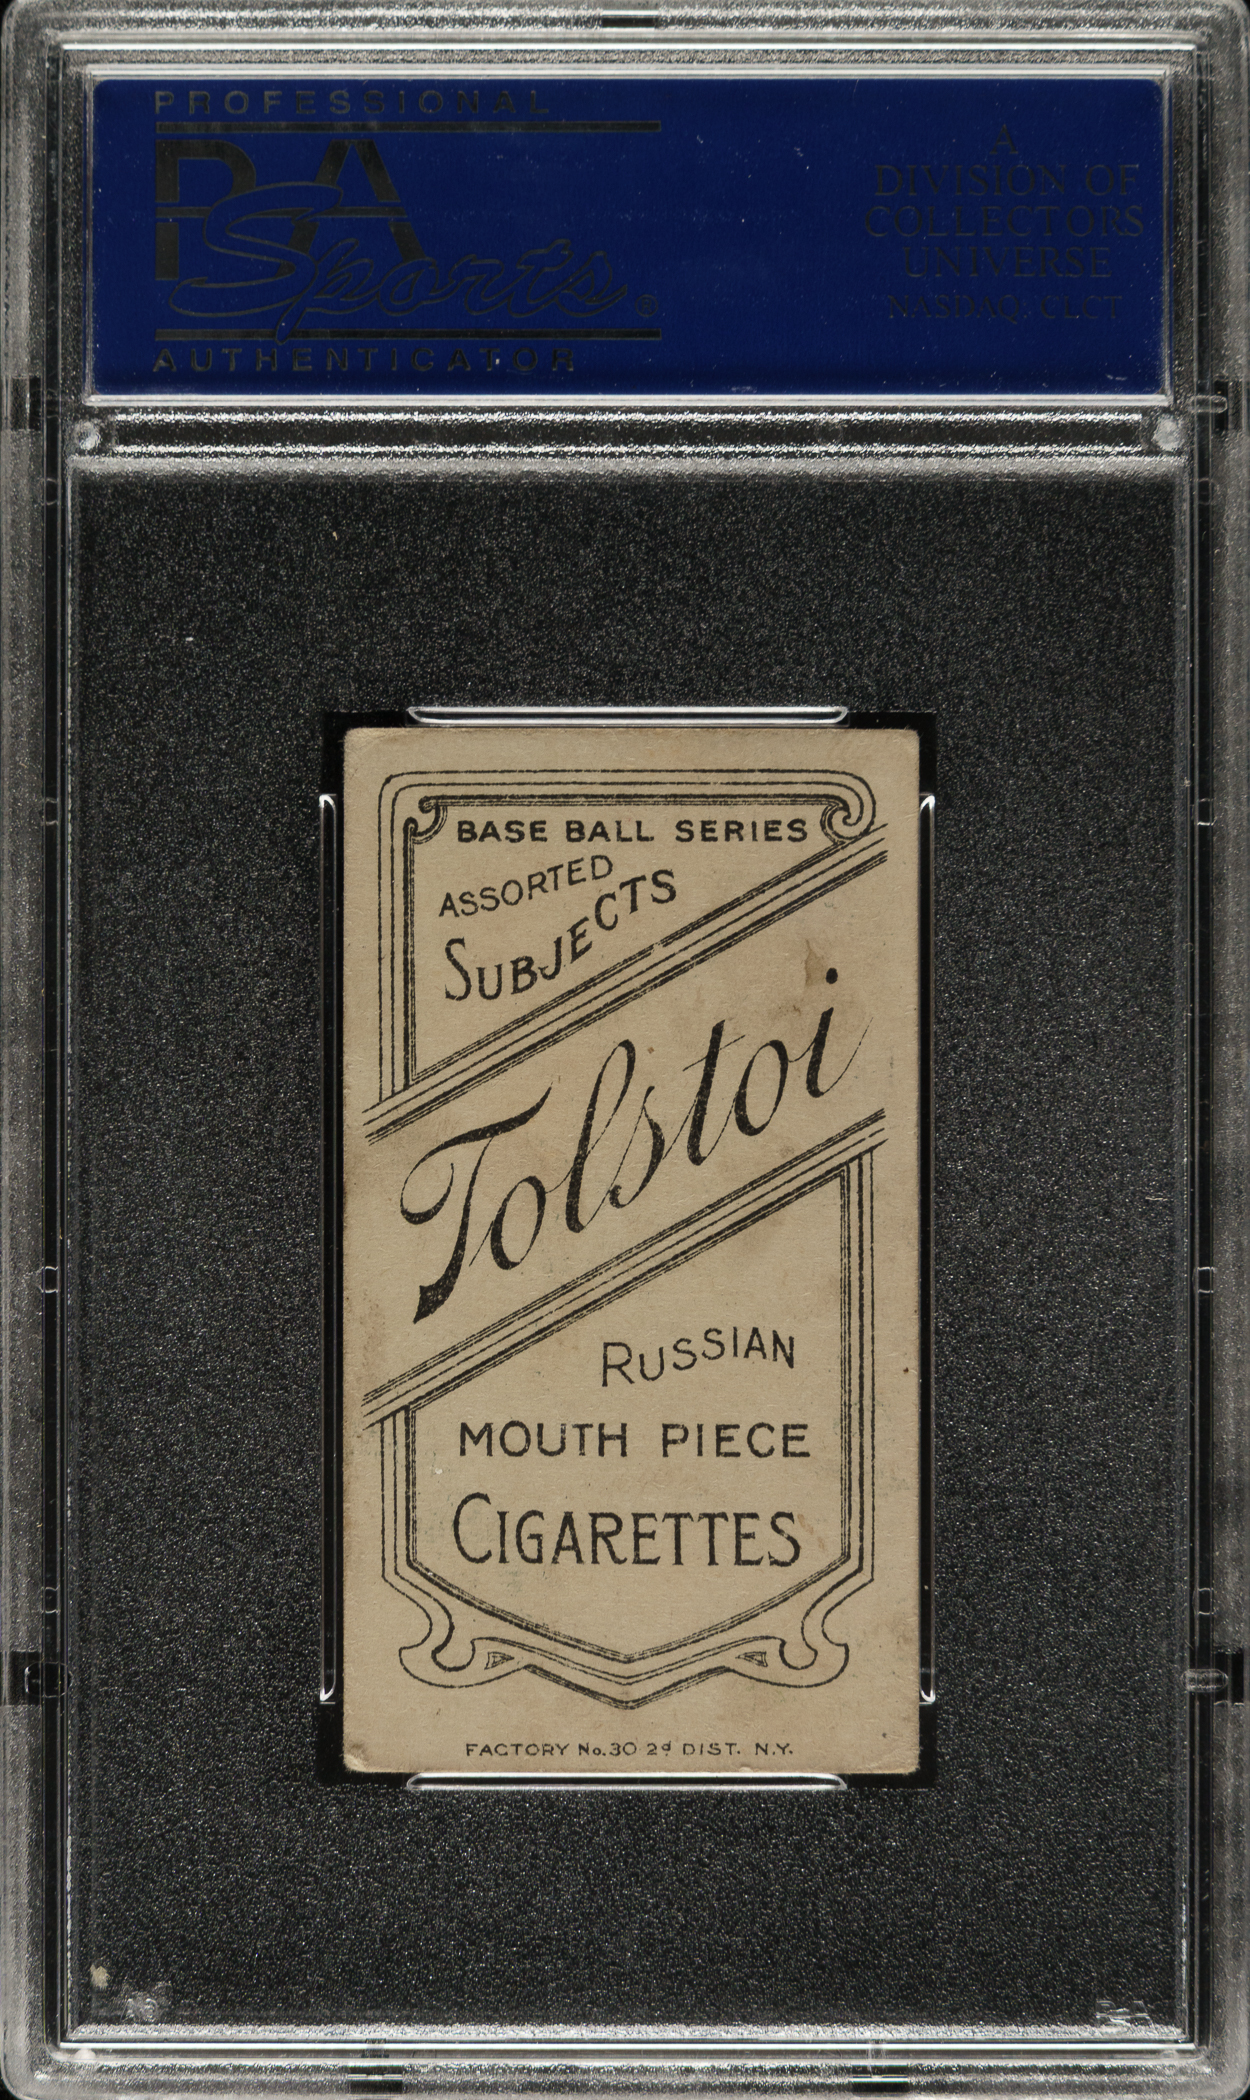 PROFESSIONAL
PSA
Sports®
AUTHENTICATOR
A
DIVISION OF
COLLECTORS
UNIVERSE
NASDAQ: CLCT
BASE BALL SERIES
ASSORTED
SUBJECTS
Tolstoi
RUSSIAN
MOUTH PIECE
CIGARETTES
FACTORY No.30 2d DIST. N.Y.